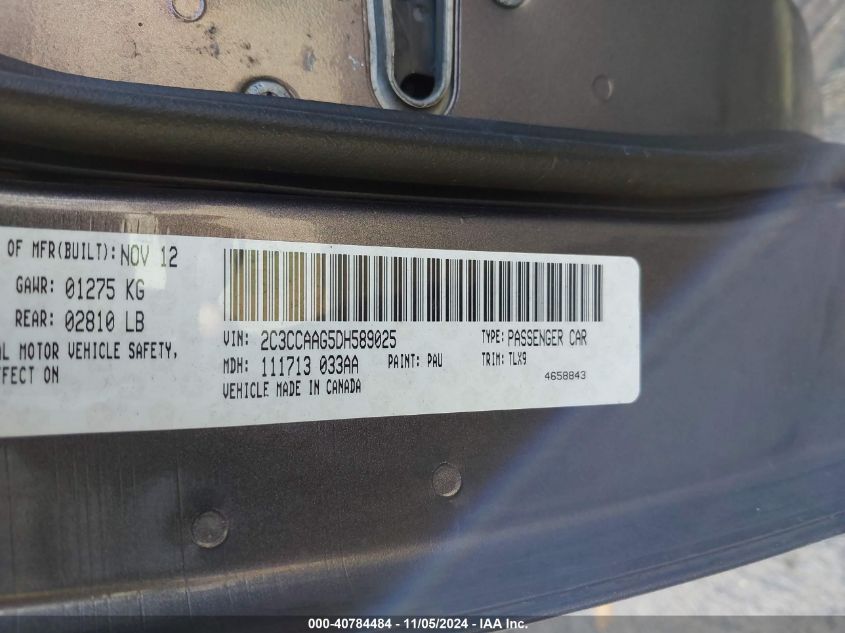 OF MFR(BUILT): NOV 12
GAWR: 01275 KG
REAR: 02810 LB
MOTOR VEHICLE SAFETY,
ON
VIN: 2C3CCAAG5DH589025
TYPE: PASSENGER CAR
MDH: 111713 033AA
PAINT: PAU
TRIM: TLX9
VEHICLE MADE IN CANADA
4658843
000-40784484 - 11/05/2024 - IAA Inc.